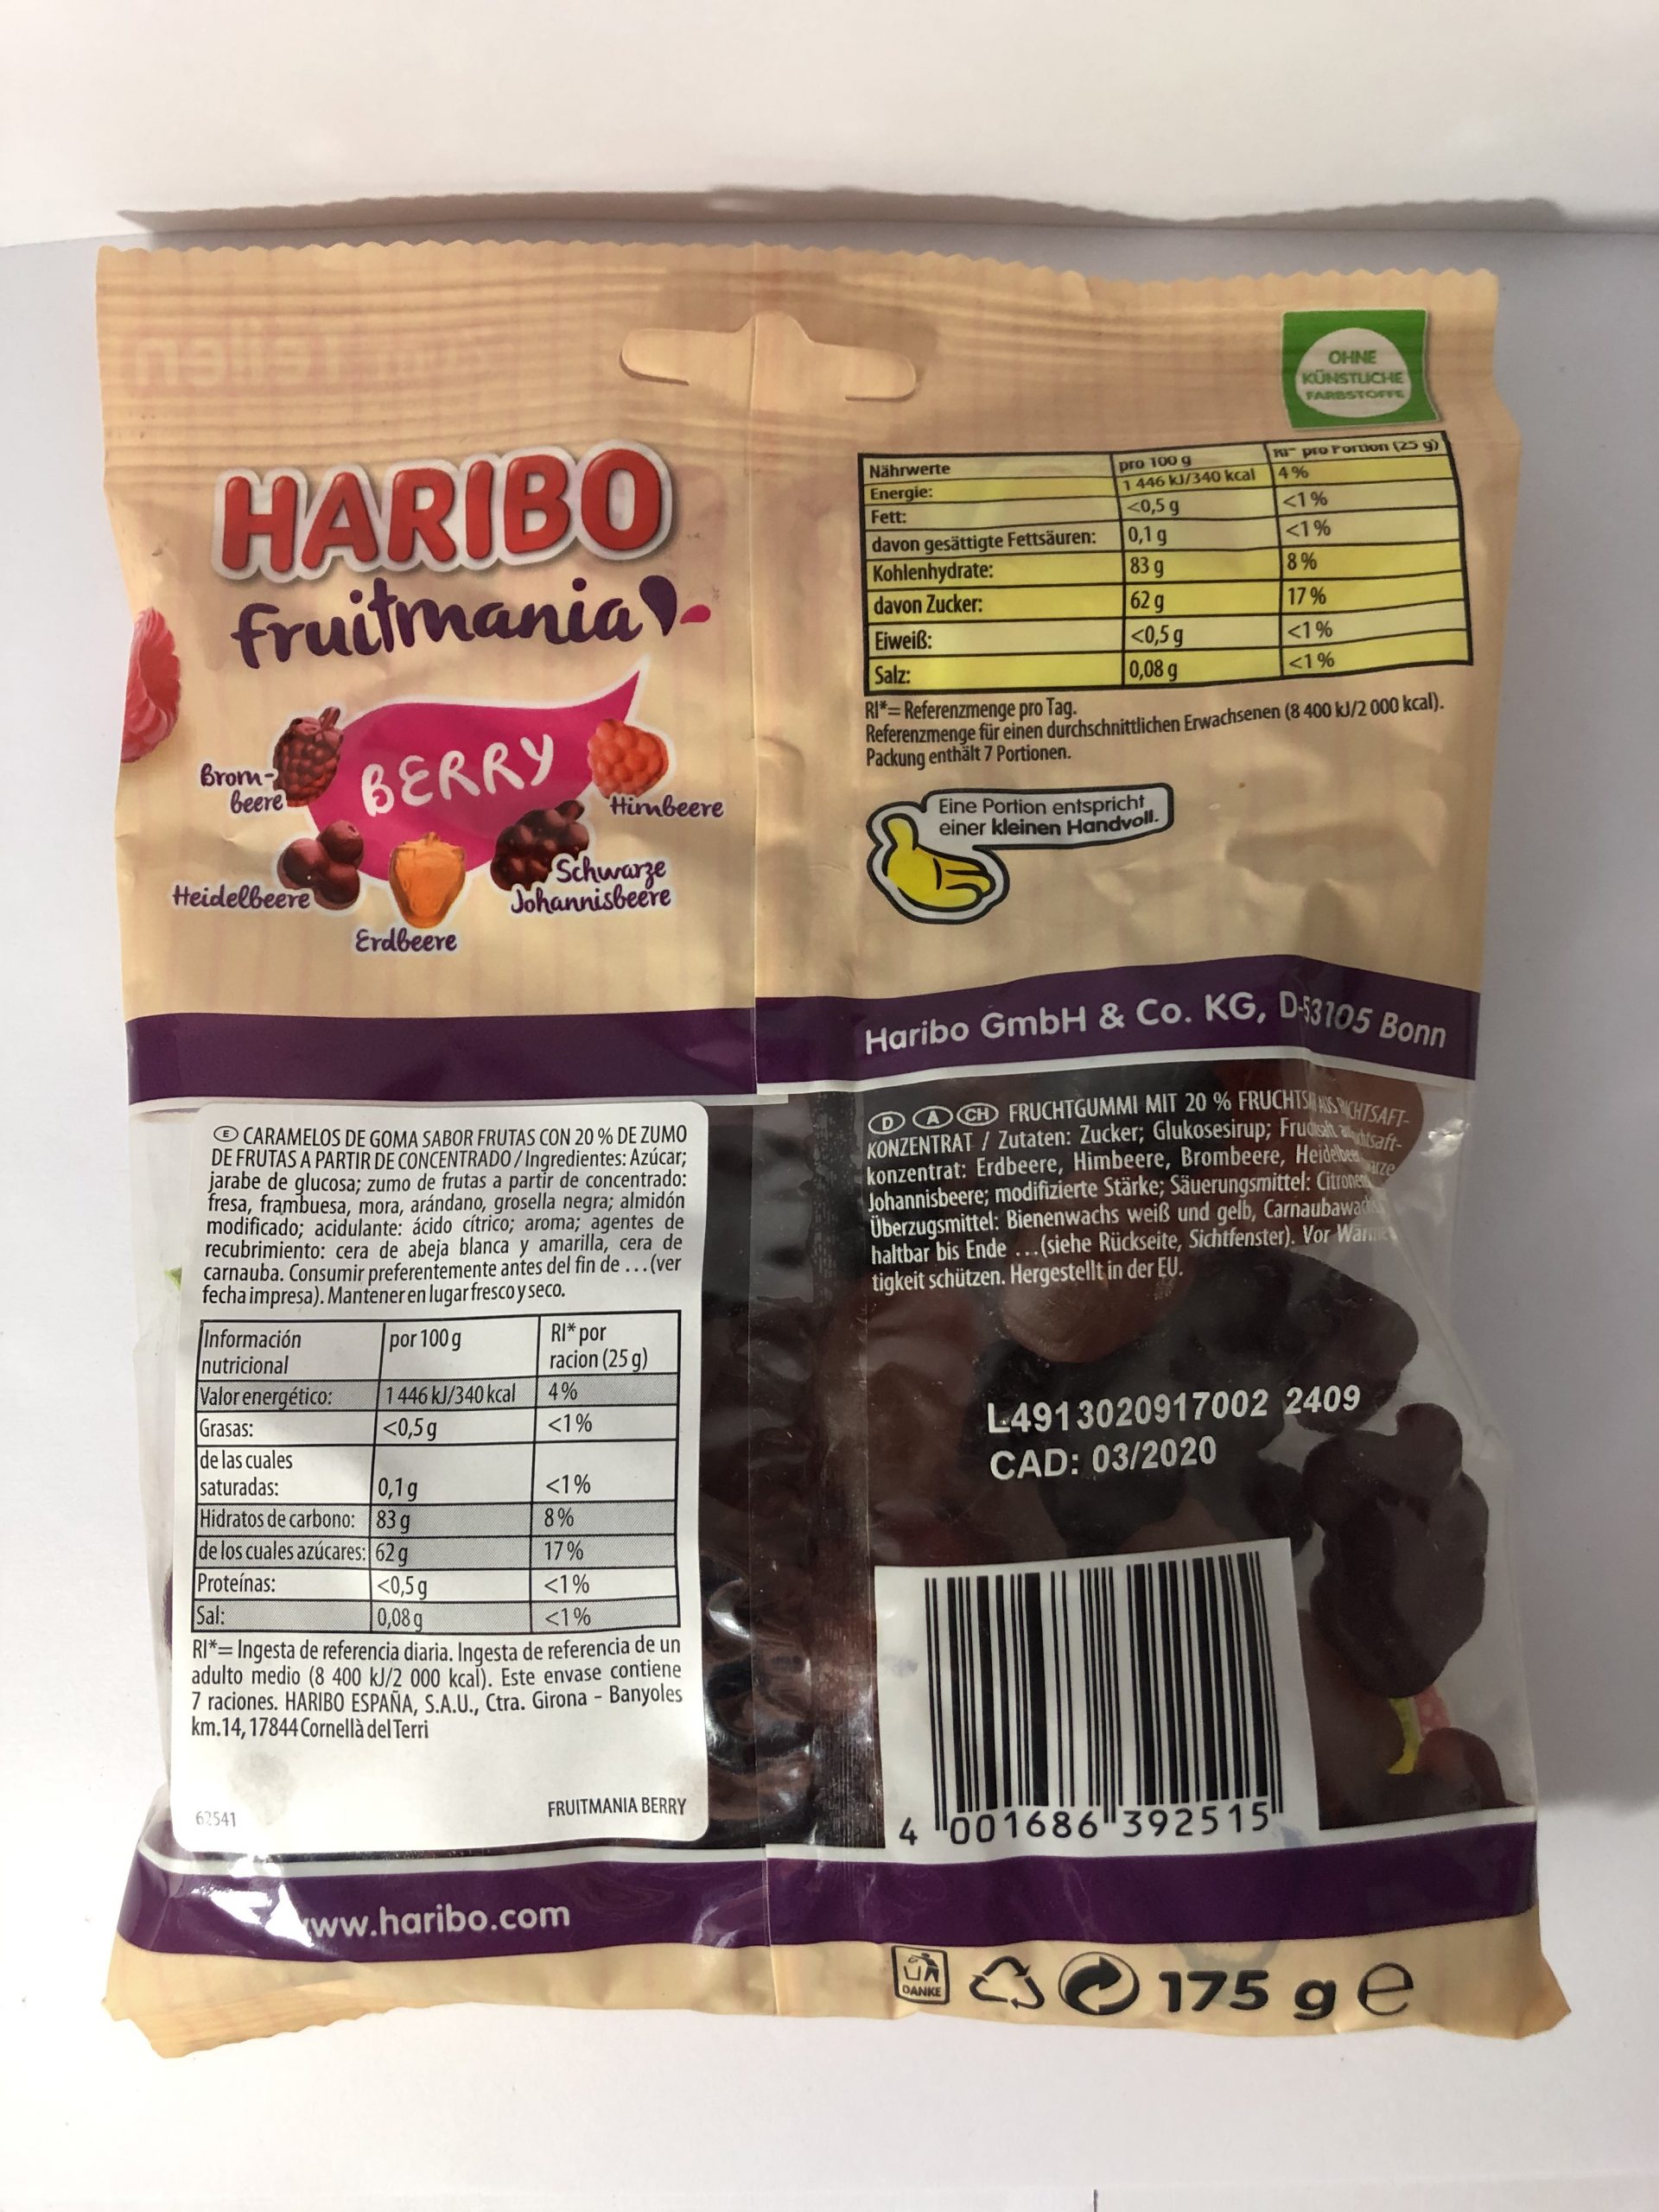 OHNE
KÜNSTLICHE
FARBSTOFFE
HARIBO
fruitmania
BERRY
Brom-
beere
Himbeere
Heidelbeere
Schwarze
Johannisbeere
Erdbeere
Nährwerte pro 100 g RI* pro Portion (25 g)
Energie: 1 446 kJ/340 kcal 4 %
Fett: <0,5 g <1 %
davon gesättigte Fettsäuren: 0,1 g <1 %
Kohlenhydrate: 83 g 8 %
davon Zucker: 62 g 17 %
Eiweiß: <0,5 g <1 %
Salz: 0,08 g <1 %
RI*= Referenzmenge pro Tag.
Referenzmenge für einen durchschnittlichen Erwachsenen (8 400 kJ/2 000 kcal).
Packung enthält 7 Portionen.
Eine Portion entspricht
einer kleinen Handvoll.
Haribo GmbH & Co. KG, D-53105 Bonn
E CARAMELOS DE GOMA SABOR FRUTAS CON 20 % DE ZUMO
DE FRUTAS A PARTIR DE CONCENTRADO / Ingredientes: Azúcar;
jarabe de glucosa; zumo de frutas a partir de concentrado:
fresa, frambuesa, mora, arándano, grosella negra; almidón
modificado; acidulante: ácido cítrico; aroma; agentes de
recubrimiento: cera de abeja blanca y amarilla, cera de
carnauba. Consumir preferentemente antes del fin de ...(ver
fecha impresa). Mantener en lugar fresco y seco.
Información
nutricional por 100 g RI* por
racion (25 g)
Valor energético: 1 446 kJ/340 kcal 4%
Grasas: <0,5 g <1%
de las cuales
saturadas: 0,1 g <1%
Hidratos de carbono: 83 g 8%
de los cuales azúcares: 62 g 17%
Proteínas: <0,5 g <1%
Sal: 0,08 g <1%
RI*= Ingesta de referencia diaria. Ingesta de referencia de un
adulto medio (8 400 kJ/2 000 kcal). Este envase contiene
7 raciones. HARIBO ESPAÑA, S.A.U., Ctra. Girona - Banyoles
km.14, 17844 Cornellà del Terri
62541
FRUITMANIA BERRY
D A CH FRUCHTGUMMI MIT 20 %
KONZENTRAT / Zutaten: Zucker; Glukosesirup;
konzentrat: Erdbeere, Himbeere, Brombeere,
Johannisbeere; modifizierte Stärke; Säuerungsmittel:
Überzugsmittel: Bienenwachs weiß und gelb,
haltbar bis Ende ...(siehe Rückseite, Sichtfenster). Vor
tigkeit schützen. Hergestellt in der EU.
L4913020917002 2409
CAD: 03/2020
4 001686 392515
www.haribo.com
DANKE
175 g e